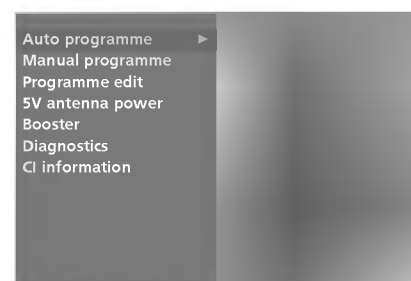 Auto programme ►
Manual programme
Programme edit
5V antenna power
Booster
Diagnostics
CI information